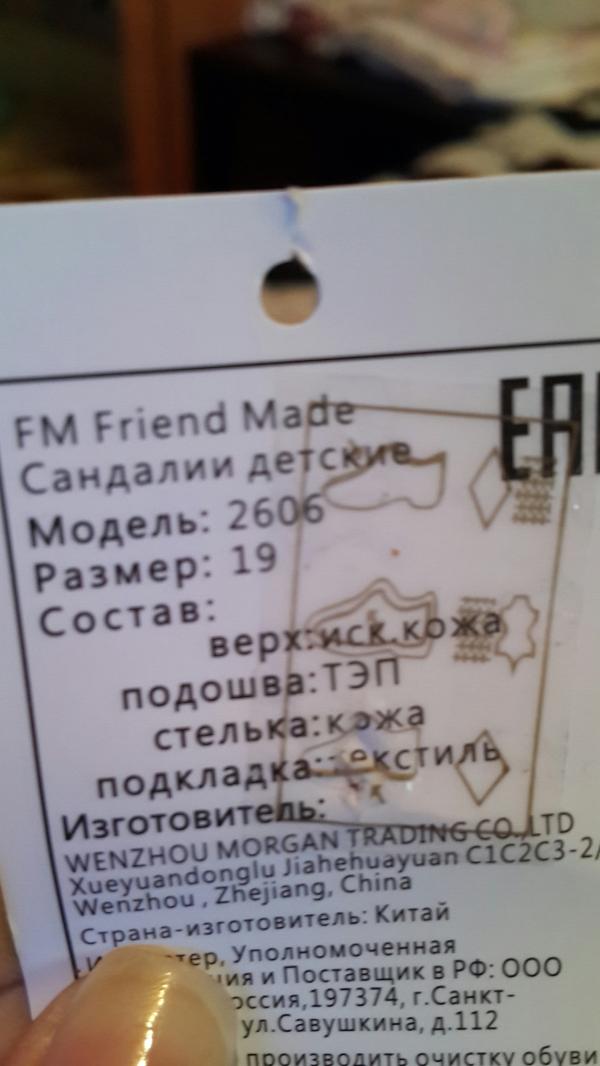 FM Friend Made
EAC
Сандалии детские
Модель: 2606
Размер: 19
Состав:
верх:иск.кожа
подошва:ТЭП
стелька:кожа
подкладка: текстиль
Изготовитель:
WENZHOU MORGAN TRADING CO.,LTD
Xueyuandonglu Jiahehuayuan C1C2C3-2/
Wenzhou , Zhejiang, China
Страна-изготовитель: Китай
Уполномоченная
и Поставщик в РФ: ООО
197374, г.Санкт-
ул.Савушкина, д.112
производить очистку обуви